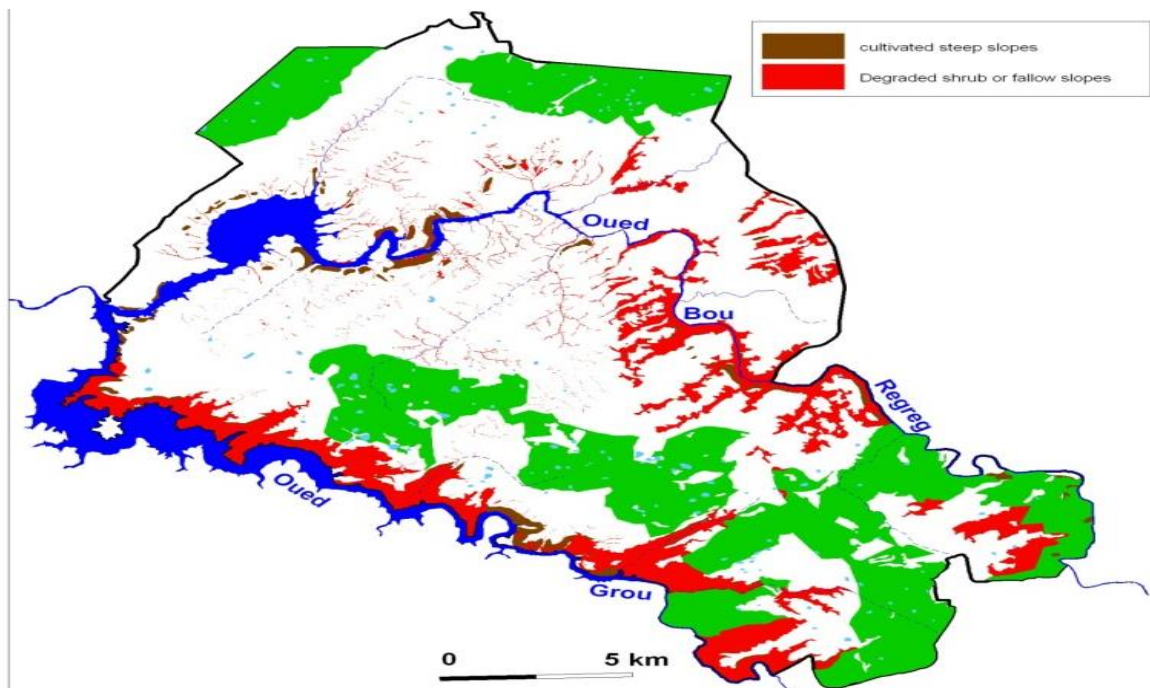 cultivated steep slopes
Degraded shrub or fallow slopes
Oued
Bou
Regreg
Oued
Grou
0 5 km